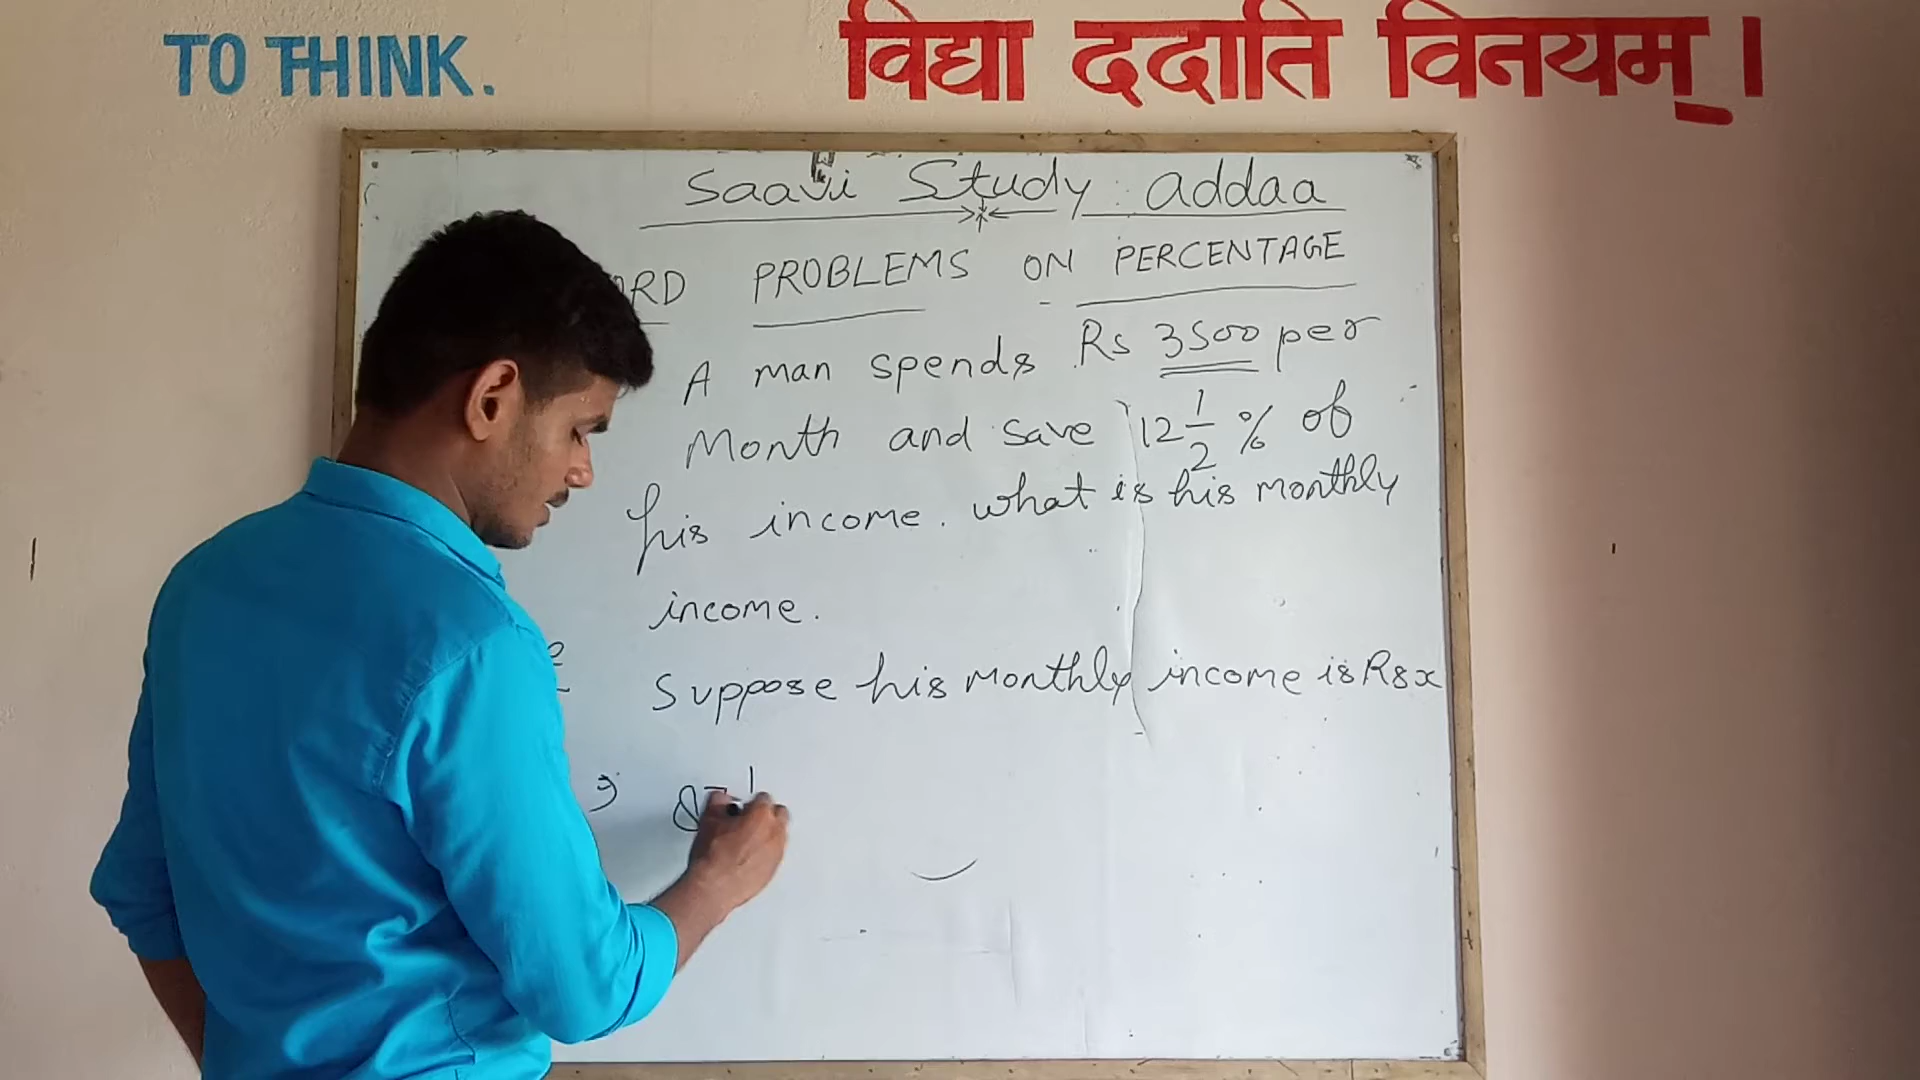 TO THINK.
विद्या ददाति विनयम् ।
Saavi Study addaa
ORD PROBLEMS ON PERCENTAGE
A man spends Rs 3500 per
Month and save 12 1/2 % of
his income. what is his monthly
income.
Suppose his monthly income is Rs x